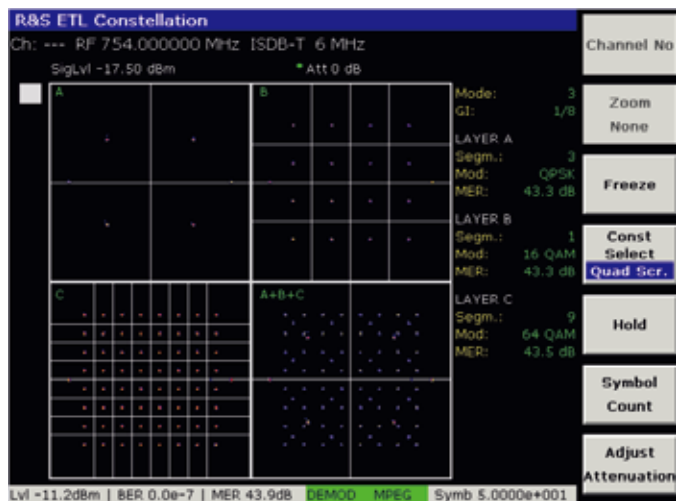 R&S ETL Constellation
Ch: --- RF 754.000000 MHz ISDB-T 6 MHz
SigLvl -17.50 dBm * Att 0 dB
A
B
C
A+B+C
Mode: 3
GI: 1/8
LAYER A
Segm.: 3
Mod: QPSK
MER: 43.3 dB
LAYER B
Segm.: 1
Mod: 16 QAM
MER: 43.3 dB
LAYER C
Segm.: 9
Mod: 64 QAM
MER: 43.5 dB
Channel No
Zoom
None
Freeze
Const
Select
Quad Scr.
Hold
Symbol
Count
Adjust
Attenuation
Lvl -11.2dBm | BER 0.0e-7 | MER 43.9dB DEMOD MPEG Symb 5.0000e+001